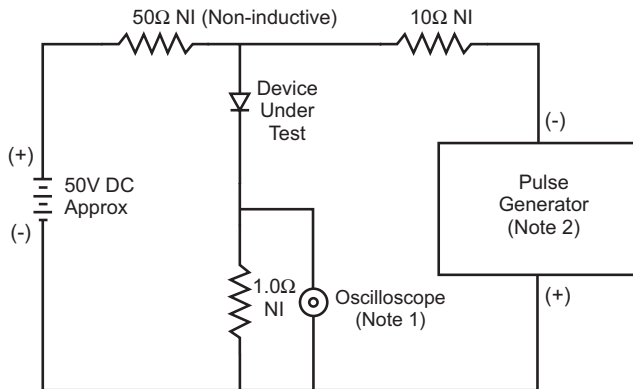 50Ω NI (Non-inductive)
10Ω NI
Device
Under
Test
(+)
50V DC
Approx
(-)
(-)
Pulse
Generator
(Note 2)
(+)
1.0Ω
NI
Oscilloscope
(Note 1)